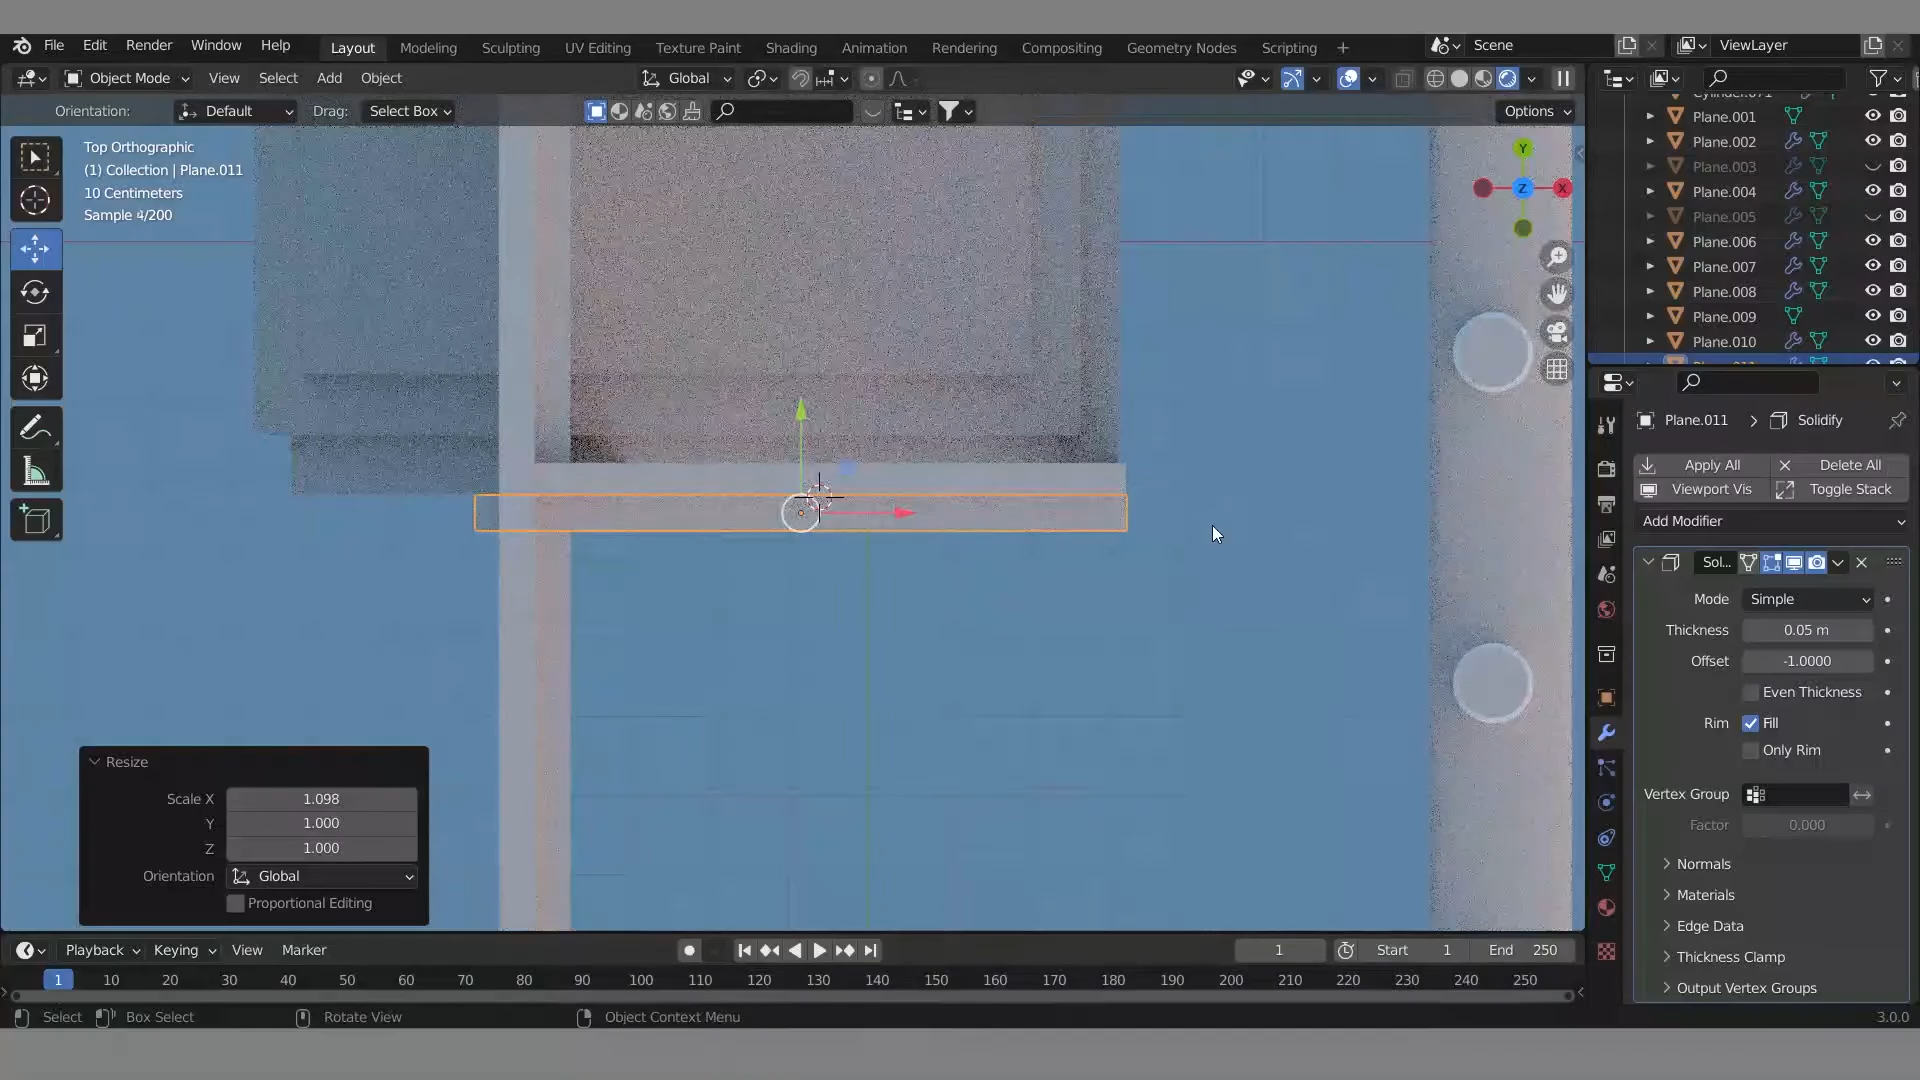 File Edit Render Window Help Layout Modeling Sculpting UV Editing Texture Paint Shading Animation Rendering Compositing Geometry Nodes Scripting + Scene ViewLayer
Object Mode View Select Add Object Global
Orientation: Default Drag: Select Box Options
Top Orthographic
(1) Collection | Plane.011
10 Centimeters
Sample 4/200
Y
Z
X
Cylinder.071
Plane.001
Plane.002
Plane.003
Plane.004
Plane.005
Plane.006
Plane.007
Plane.008
Plane.009
Plane.010
Plane.011 > Solidify
Apply All Delete All
Viewport Vis Toggle Stack
Add Modifier
Sol...
Mode Simple
Thickness 0.05 m
Offset -1.0000
Even Thickness
Rim Fill
Only Rim
Vertex Group
Factor 0.000
Normals
Materials
Edge Data
Thickness Clamp
Output Vertex Groups
Resize
Scale X 1.098
Y 1.000
Z 1.000
Orientation Global
Proportional Editing
Playback Keying View Marker 1 Start 1 End 250
1 10 20 30 40 50 60 70 80 90 100 110 120 130 140 150 160 170 180 190 200 210 220 230 240 250
Select Box Select Rotate View Object Context Menu 3.0.0